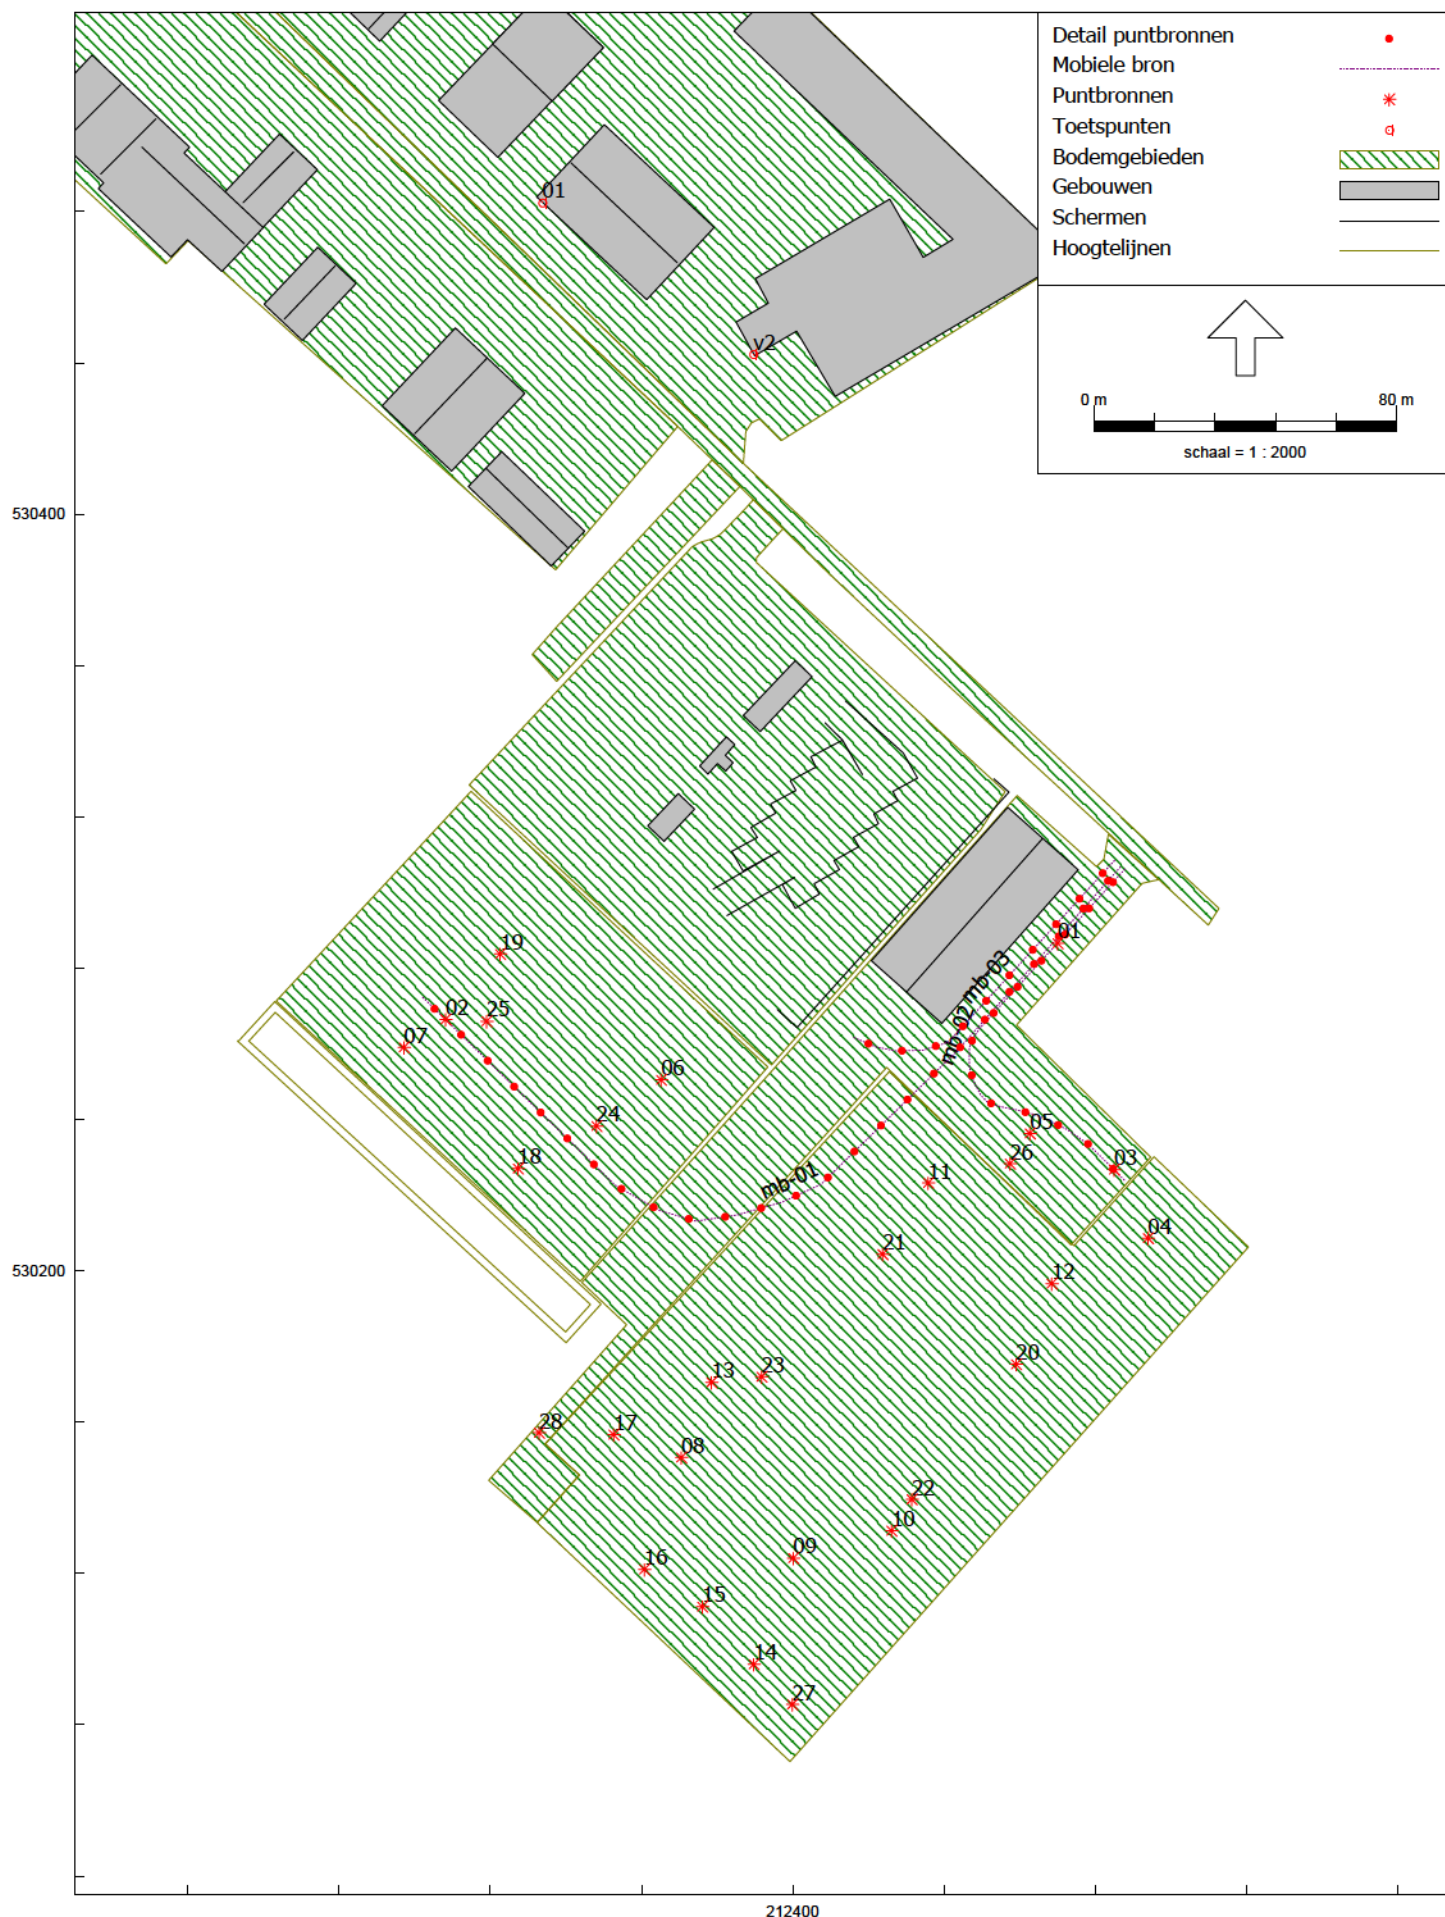 Detail puntbronnen
Mobiele bron
Puntbronnen
Toetspunten
Bodemgebieden
Gebouwen
Schermen
Hoogtelijnen
0 m 80 m
schaal = 1 : 2000
01
v2
530400
01
19
mb-03
02 25
mb-02
07
06
24
05
18
26
03
11
mb-01
04
21
530200
12
20
23
13
28 17
08
22
10
09
16
15
14
27
212400